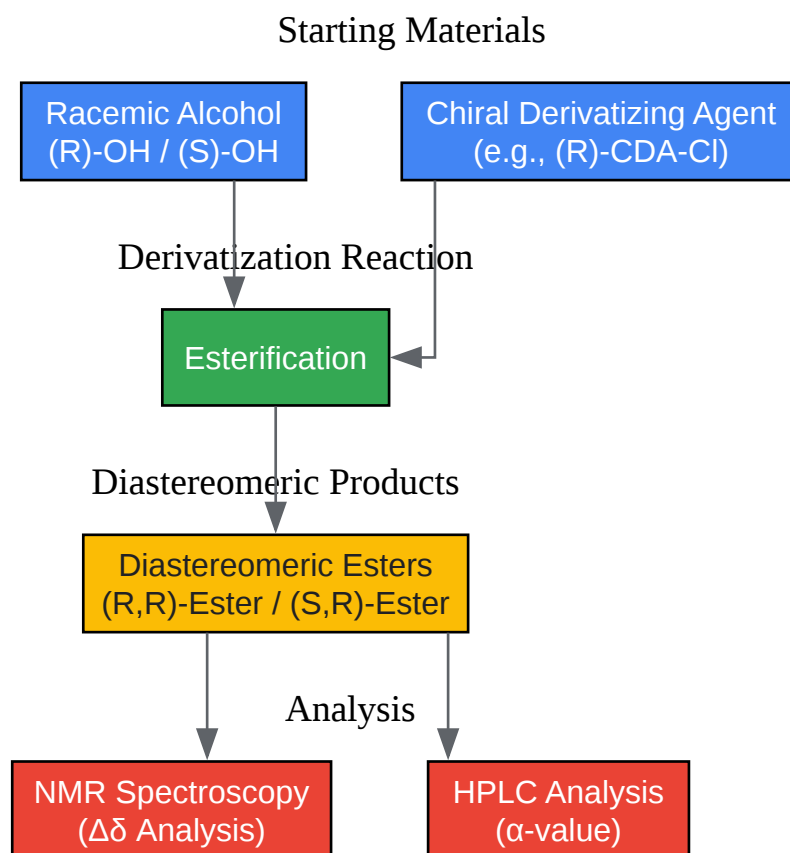 Starting Materials
Racemic Alcohol
(R)-OH / (S)-OH
Chiral Derivatizing Agent
(e.g., (R)-CDA-Cl)
Derivatization Reaction
Esterification
Diastereomeric Products
Diastereomeric Esters
(R,R)-Ester / (S,R)-Ester
Analysis
NMR Spectroscopy
(Δδ Analysis)
HPLC Analysis
(α-value)